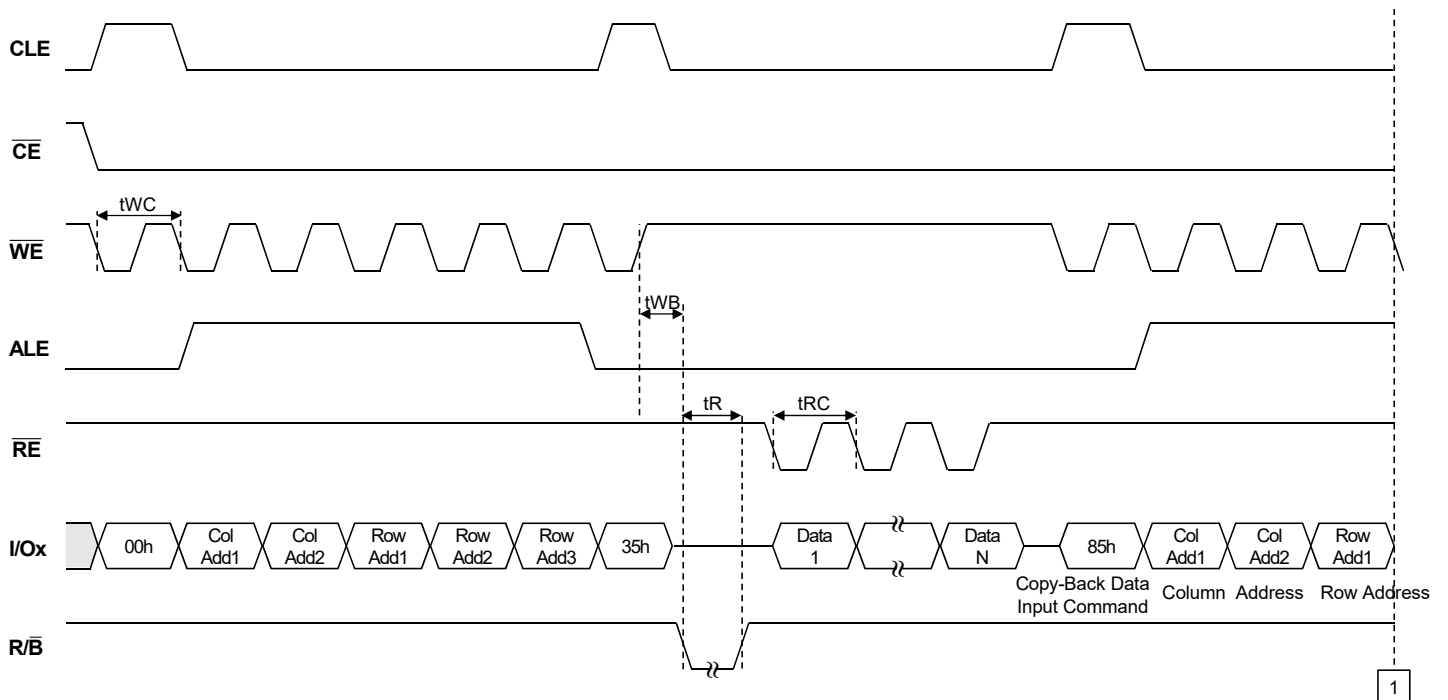 CLE
CE
tWC
WE
tWB
ALE
tR
tRC
RE
I/Ox
00h
Col
Add1
Col
Add2
Row
Add1
Row
Add2
Row
Add3
35h
Data
1
Data
N
85h
Col
Add1
Col
Add2
Row
Add1
Copy-Back Data
Input Command
Column Address
Row Address
R/B
1